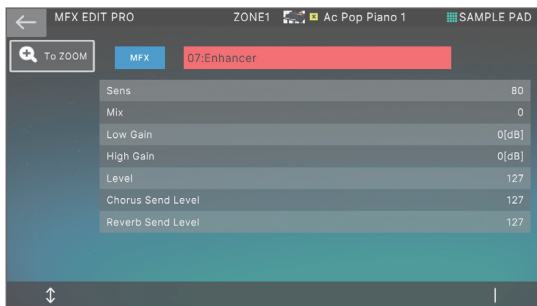 MFX EDIT PRO ZONE1 Ac Pop Piano 1 SAMPLE PAD
To ZOOM MFX 07:Enhancer
Sens 80
Mix 0
Low Gain 0[dB]
High Gain 0[dB]
Level 127
Chorus Send Level 127
Reverb Send Level 127